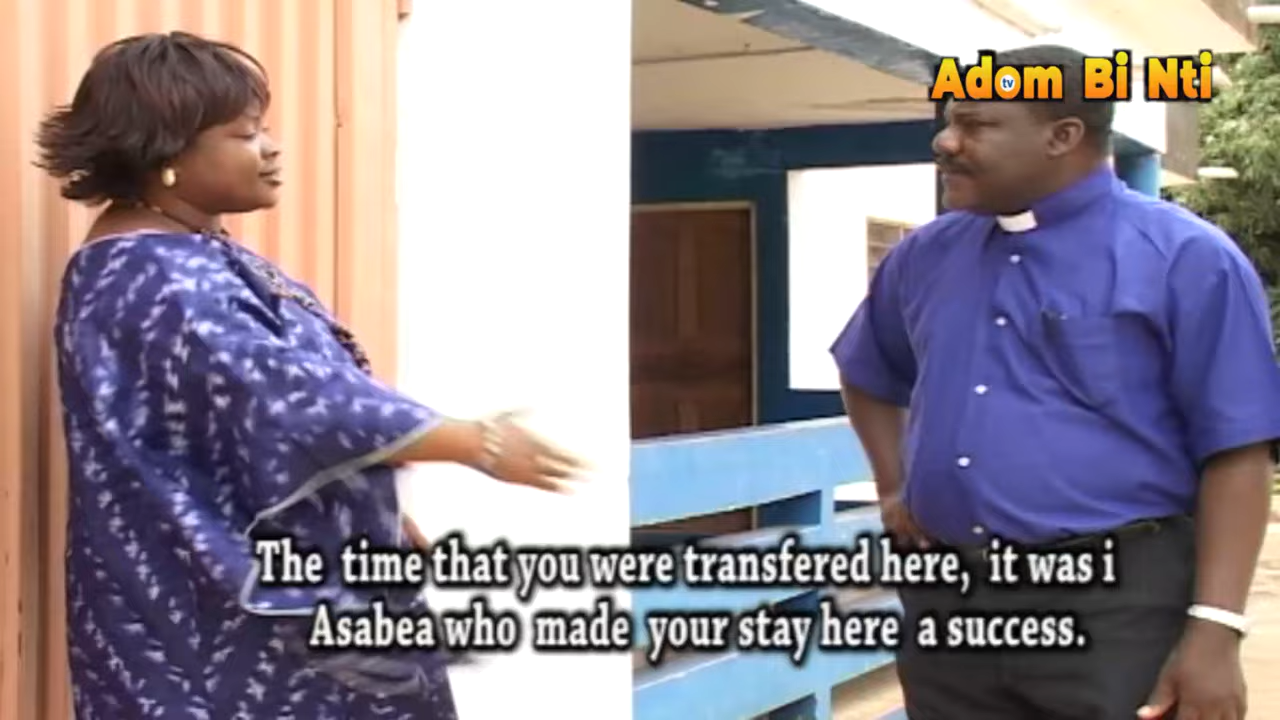 Adom Bi Nti
tv
The time that you were transfered here, it was i
Asabea who made your stay here a success.